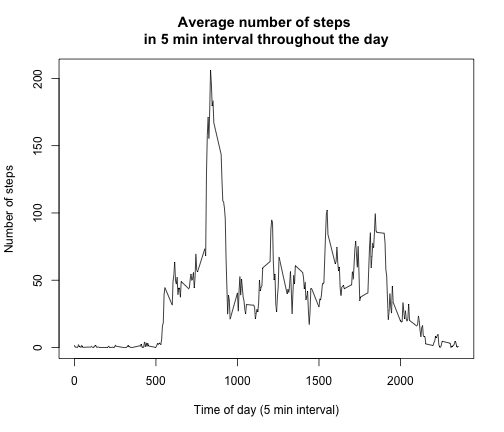 Average number of steps
in 5 min interval throughout the day
Number of steps
200
150
100
50
0
0 500 1000 1500 2000
Time of day (5 min interval)